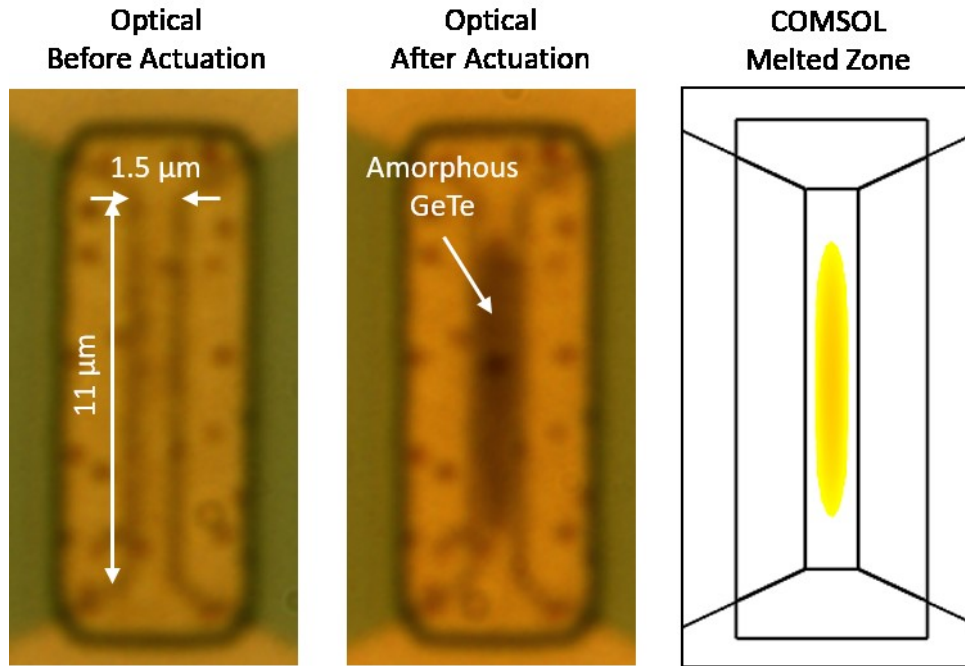 Optical
Before Actuation
Optical
After Actuation
COMSOL
Melted Zone
1.5 µm
11 µm
Amorphous
GeTe